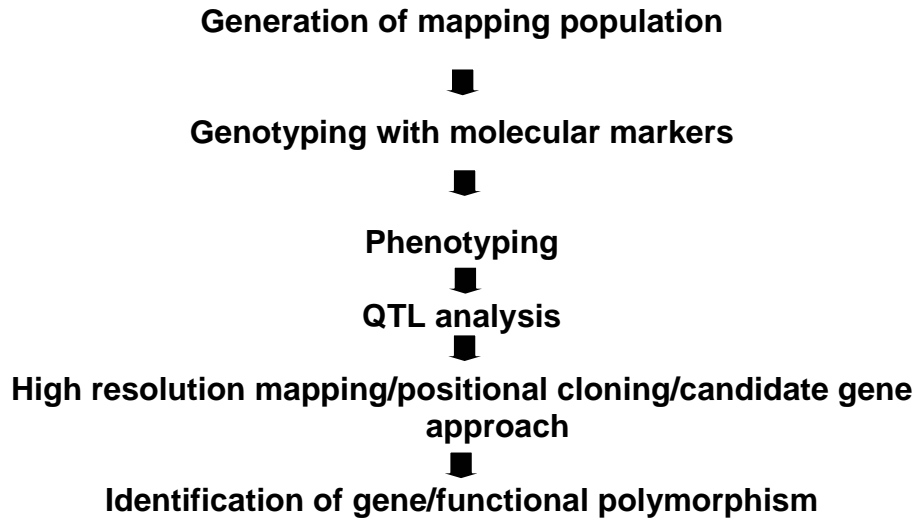 Generation of mapping population
Genotyping with molecular markers
Phenotyping
QTL analysis
High resolution mapping/positional cloning/candidate gene
approach
Identification of gene/functional polymorphism